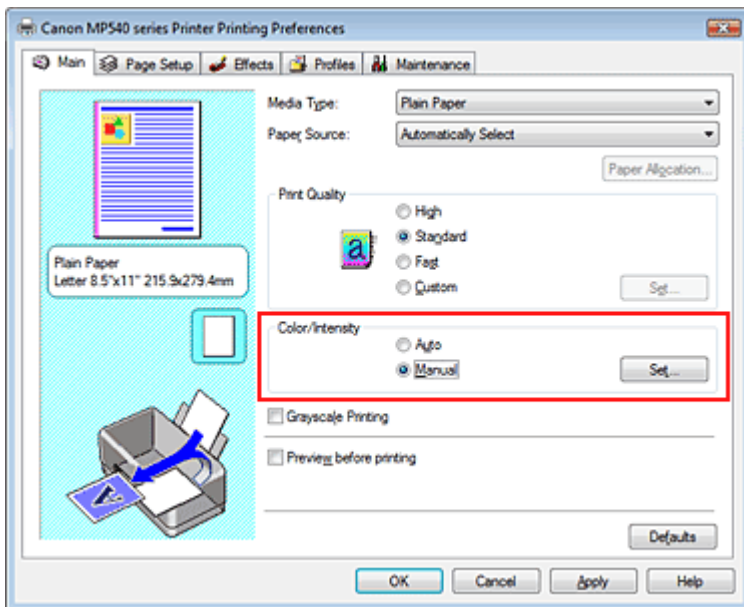 Canon MP540 series Printer Printing Preferences
Main Page Setup Effects Profiles Maintenance
Media Type: Plain Paper
Paper Source: Automatically Select
Paper Allocation...
Print Quality
High
a Standard
Fast
Custom Set...
Plain Paper
Letter 8.5"x11" 215.9x279.4mm
Color/Intensity
Auto
Manual Set...
Grayscale Printing
Preview before printing
A
Defaults
OK Cancel Apply Help